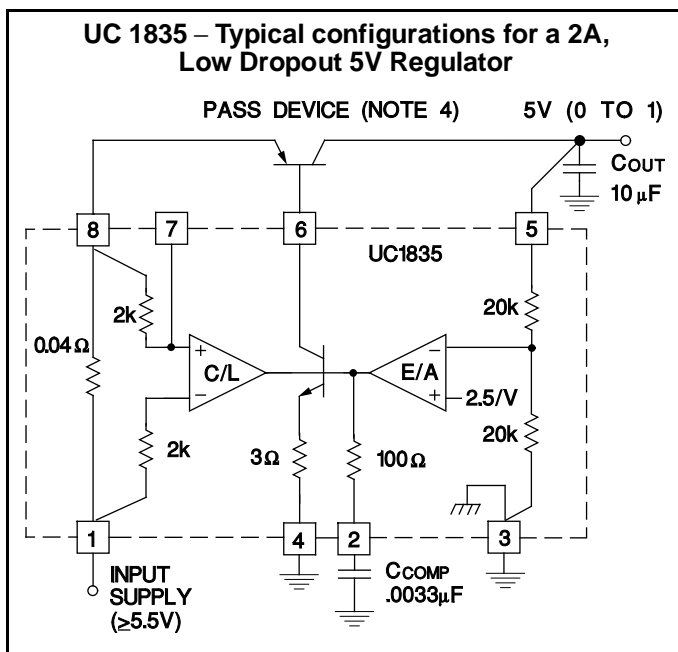 UC 1835 – Typical configurations for a 2A,
Low Dropout 5V Regulator
PASS DEVICE (NOTE 4)
5V (0 TO 1)
COUT
10 µF
8
7
6
5
UC1835
2k
20k
0.04Ω
+
C/L
−
−
E/A
+
2.5/V
2k
3Ω
100Ω
20k
1
4
2
3
INPUT
SUPPLY
(≥5.5V)
CCOMP
.0033µF